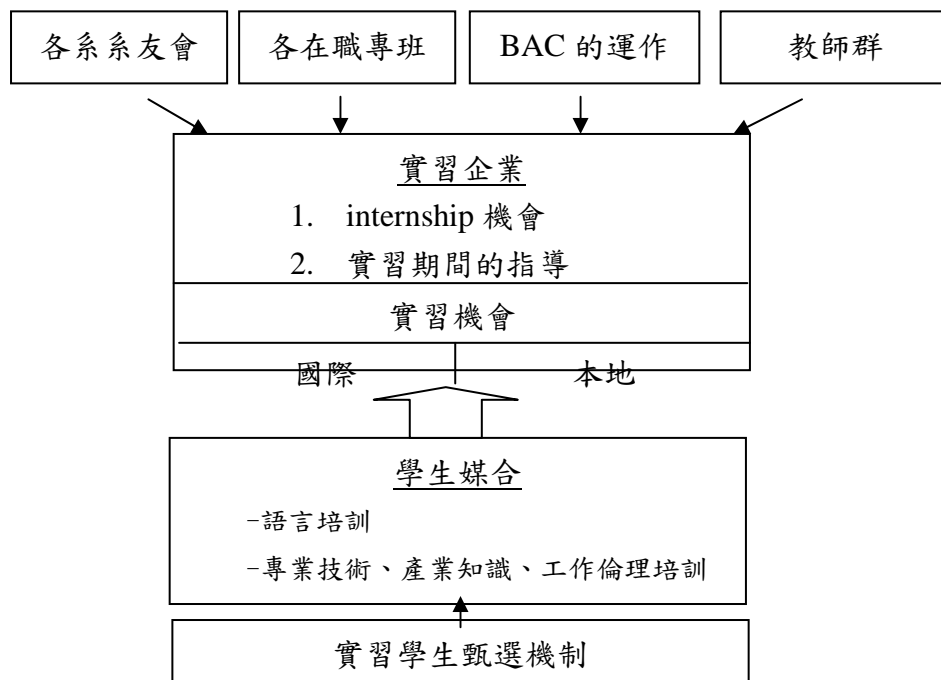 各系系友會
各在職專班
BAC 的運作
教師群
實習企業
1. internship 機會
2. 實習期間的指導
實習機會
國際
本地
學生媒合
-語言培訓
-專業技術、產業知識、工作倫理培訓
實習學生甄選機制